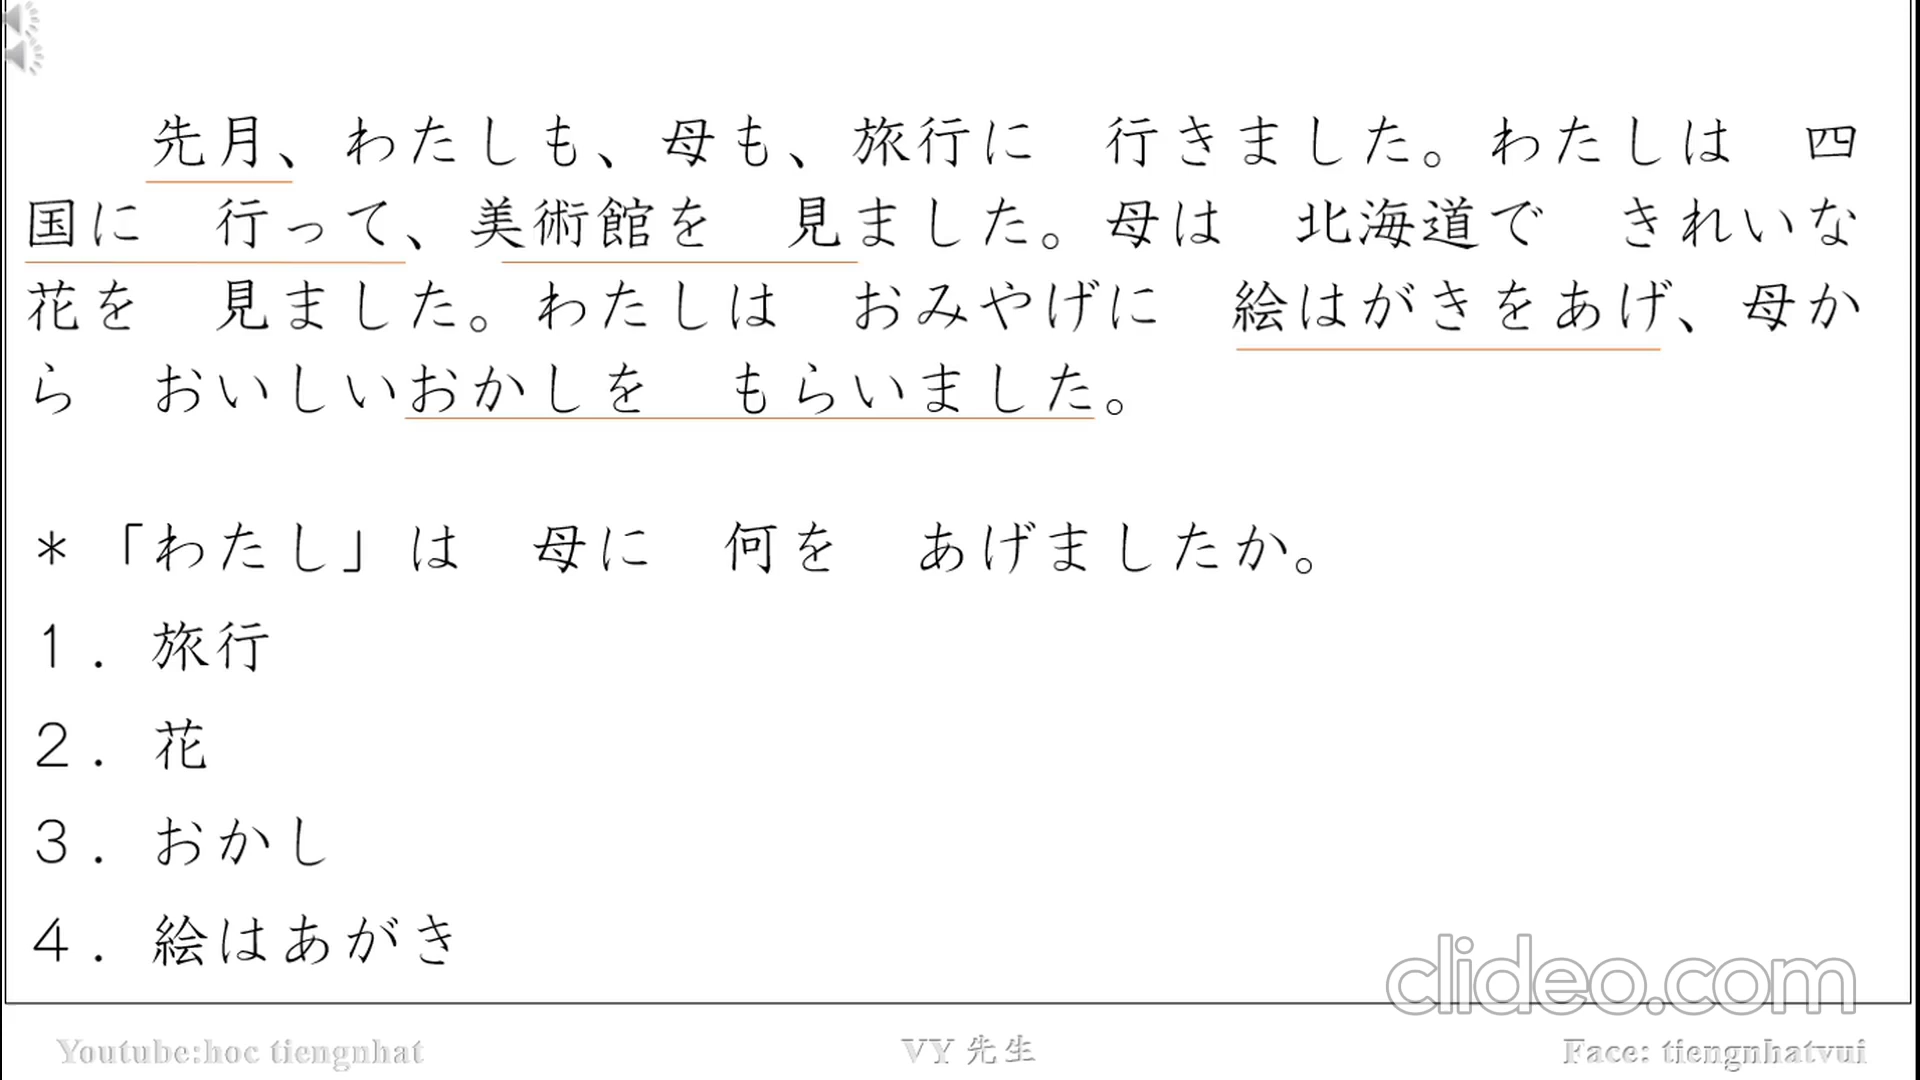 先月、わたしも、母も、旅行に　行きました。わたしは　四
国に　行って、美術館を　見ました。母は　北海道で　きれいな
花を　見ました。わたしは　おみやげに　絵はがきをあげ、母か
ら　おいしいおかしを　もらいました。
＊「わたし」は　母に　何を　あげましたか。
１．旅行
２．花
３．おかし
４．絵はあがき
clideo.com
Youtube:hoc tiengnhat
VY 先生
Face: tiengnhatvui